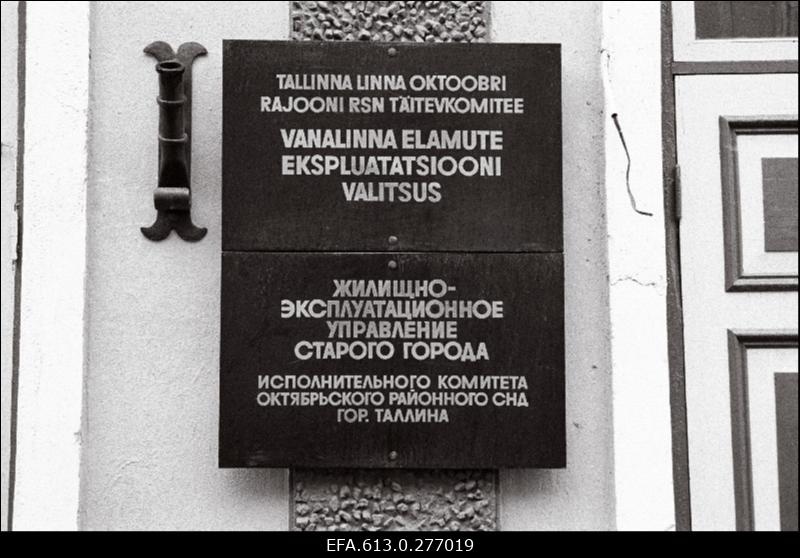 TALLINNA LINNA OKTOOBRI
RAJOONI RSN TÄITEVKOMITEE
VANALINNA ELAMUTE
EKSPLUATATSIOONI
VALITSUS
ЖИЛИЩНО-
ЭКСПЛУАТАЦИОННОЕ
УПРАВЛЕНИЕ
СТАРОГО ГОРОДА
ИСПОЛНИТЕЛЬНОГО КОМИТЕТА
ОКТЯБРЬСКОГО РАЙОННОГО СНД
ГОР. ТАЛЛИНА
EFA.613.0.277019